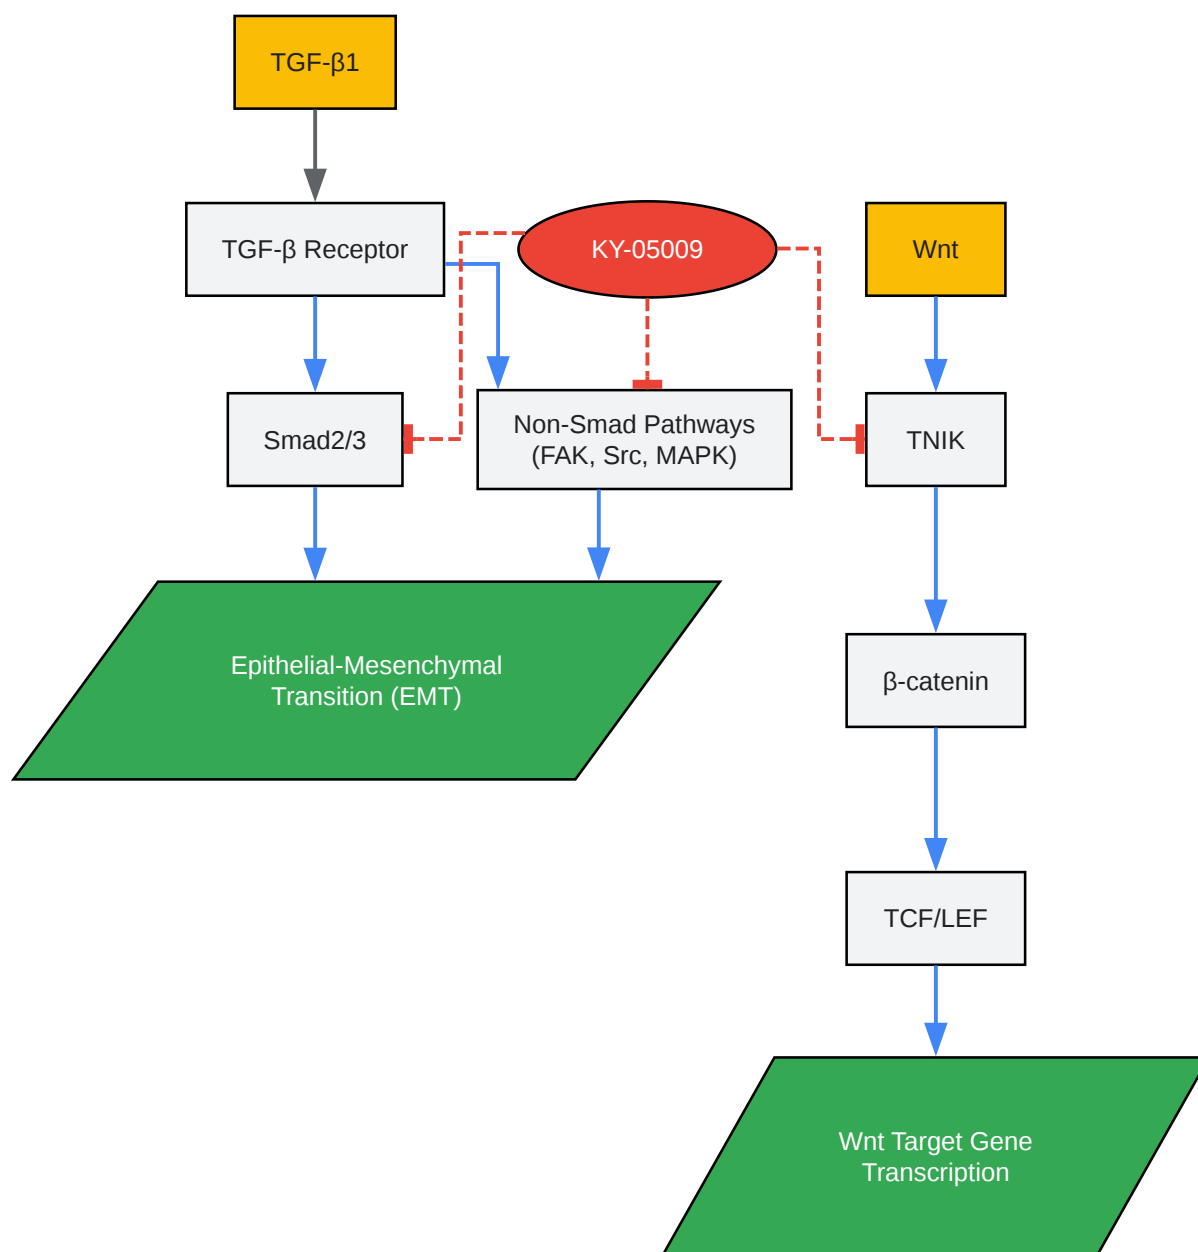 TGF-β1
TGF-β Receptor
KY-05009
Wnt
Smad2/3
Non-Smad Pathways
(FAK, Src, MAPK)
TNIK
Epithelial-Mesenchymal
Transition (EMT)
β-catenin
TCF/LEF
Wnt Target Gene
Transcription